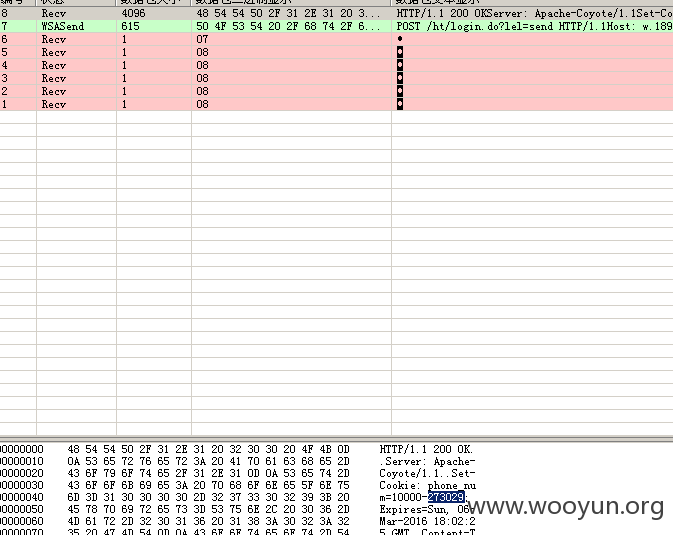 编号 状态 数据包大小 数据包二进制显示 数据包文本显示
8 Recv 4096 48 54 54 50 2F 31 2E 31 20 3... HTTP/1.1 200 OKServer: Apache-Coyote/1.1Set-Co
7 WSASend 615 50 4F 53 54 20 2F 68 74 2F 6... POST /ht/login.do?lel=send HTTP/1.1Host: w.189
6 Recv 1 07
5 Recv 1 08
4 Recv 1 08
3 Recv 1 08
2 Recv 1 08
1 Recv 1 08
00000000 48 54 54 50 2F 31 2E 31 20 32 30 30 20 4F 4B 0D HTTP/1.1 200 OK.
00000010 0A 53 65 72 76 65 72 3A 20 41 70 61 63 68 65 2D .Server: Apache-
00000020 43 6F 79 6F 74 65 2F 31 2E 31 0D 0A 53 65 74 2D Coyote/1.1..Set-
00000030 43 6F 6F 6B 69 65 3A 20 70 68 6F 6E 65 5F 6E 75 Cookie: phone_nu
00000040 6D 3D 31 30 30 30 30 2D 32 37 33 30 32 39 3B 20 m=10000-273029;
00000050 45 78 70 69 72 65 73 3D 53 75 6E 2C 20 30 36 2D Expires=Sun, 06-
00000060 4D 61 72 2D 32 30 31 36 20 31 38 3A 30 32 3A 32 Mar-2016 18:02:2
35 20 47 4D 54 0D 0A 43 6F 6E 74 65 6E 74 2D 54 5 GMT..Content-T
www.wooyun.org